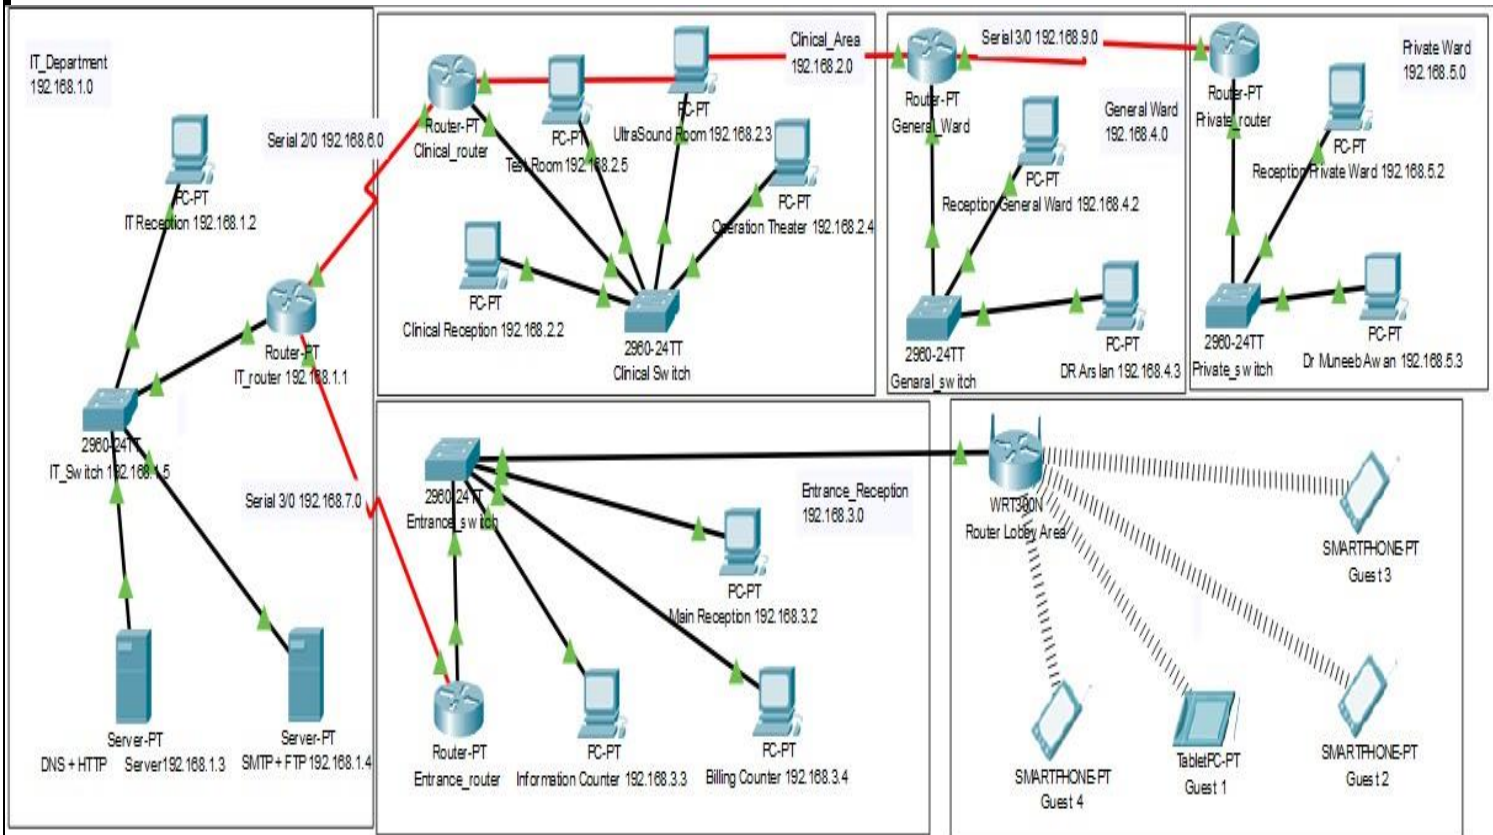 IT_Department
192.168.1.0
PC-PT
IT Reception 192.168.1.2
Router-PT
IT_router 192.168.1.1
2960-24TT
IT_Switch 192.168.1.5
Server-PT
DNS + HTTP Server192.168.1.3
Server-PT
SMTP + FTP 192.168.1.4
Serial 2/0 192.168.6.0
Serial 3/0 192.168.7.0
Clinical_Area
192.168.2.0
Router-PT
Clinical_router
PC-PT
Test Room 192.168.2.5
PC-PT
UltraSound Room 192.168.2.3
PC-PT
Operation Theater 192.168.2.4
PC-PT
Clinical Reception 192.168.2.2
2960-24TT
Clinical Switch
Serial 3/0 192.168.9.0
Router-PT
General_Ward
General Ward
192.168.4.0
PC-PT
Reception General Ward 192.168.4.2
2960-24TT
Genaral_switch
PC-PT
DR Arslan 192.168.4.3
Private Ward
192.168.5.0
Router-PT
Private_router
PC-PT
Reception Private Ward 192.168.5.2
2960-24TT
Private_switch
PC-PT
Dr Muneeb Awan 192.168.5.3
Entrance_Reception
192.168.3.0
2960-24TT
Entrance_switch
PC-PT
Main Reception 192.168.3.2
Router-PT
Entrance_router
PC-PT
Information Counter 192.168.3.3
PC-PT
Billing Counter 192.168.3.4
WRT300N
Router Lobby Area
SMARTPHONE-PT
Guest 3
SMARTPHONE-PT
Guest 4
TabletPC-PT
Guest 1
SMARTPHONE-PT
Guest 2